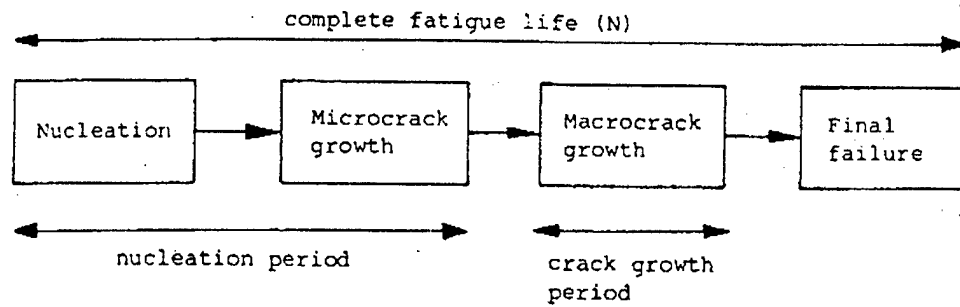 complete fatigue life (N)
Nucleation
Microcrack
growth
Macrocrack
growth
Final
failure
nucleation period
crack growth
period